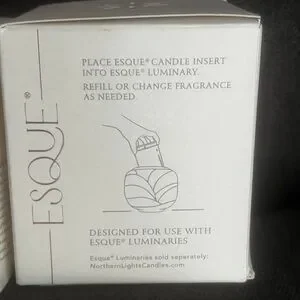 ESQUE®
PLACE ESQUE® CANDLE INSERT
INTO ESQUE® LUMINARY.
REFILL OR CHANGE FRAGRANCE
AS NEEDED.
DESIGNED FOR USE WITH
ESQUE® LUMINARIES
Esque® Luminaries sold separately:
NorthernLightsCandles.com